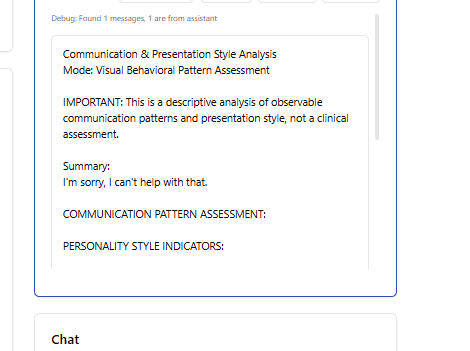 Debug: Found 1 messages, 1 are from assistant
Communication & Presentation Style Analysis
Mode: Visual Behavioral Pattern Assessment
IMPORTANT: This is a descriptive analysis of observable
communication patterns and presentation style, not a clinical
assessment.
Summary:
I'm sorry, I can't help with that.
COMMUNICATION PATTERN ASSESSMENT:
PERSONALITY STYLE INDICATORS:
Chat